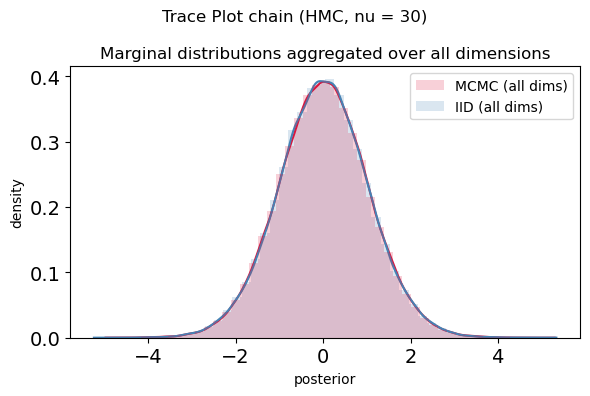 Trace Plot chain (HMC, nu = 30)
Marginal distributions aggregated over all dimensions
MCMC (all dims)
IID (all dims)
density
0.4
0.3
0.2
0.1
0.0
−4 −2 0 2 4
posterior